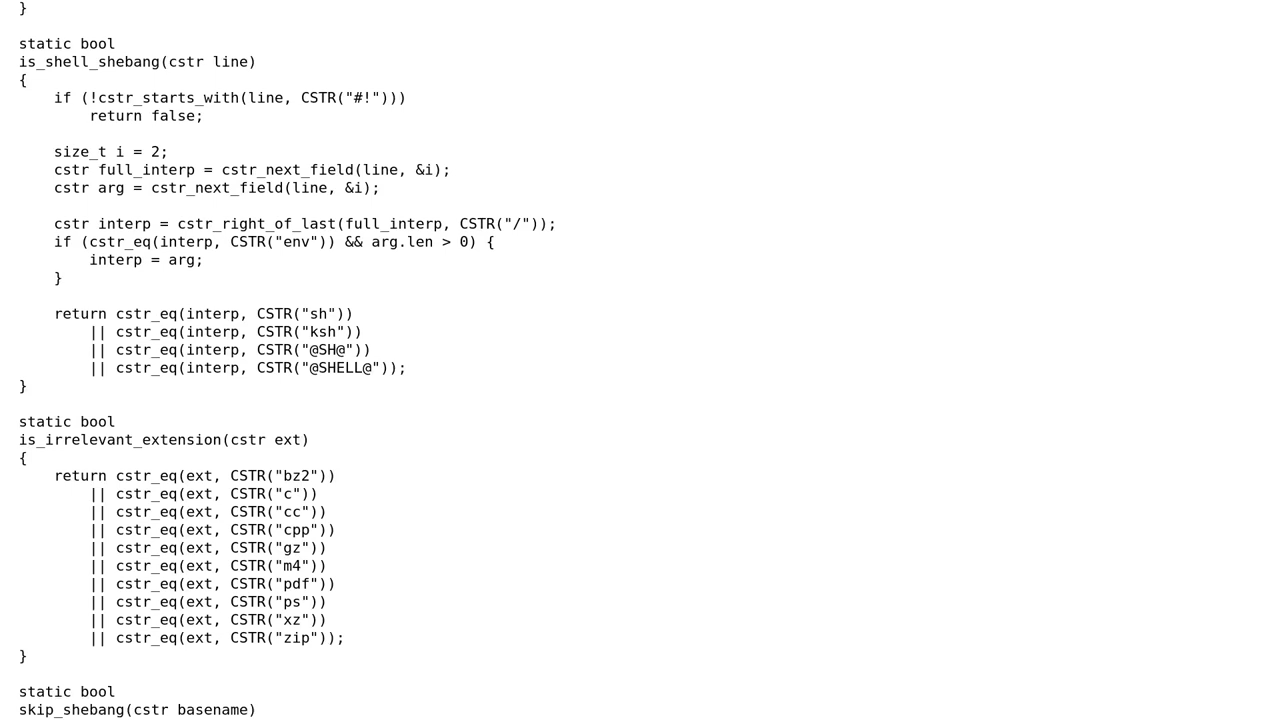 }

static bool
is_shell_shebang(cstr line)
{
    if (!cstr_starts_with(line, CSTR("#!")))
        return false;

    size_t i = 2;
    cstr full_interp = cstr_next_field(line, &i);
    cstr arg = cstr_next_field(line, &i);

    cstr interp = cstr_right_of_last(full_interp, CSTR("/"));
    if (cstr_eq(interp, CSTR("env")) && arg.len > 0) {
        interp = arg;
    }

    return cstr_eq(interp, CSTR("sh"))
        || cstr_eq(interp, CSTR("ksh"))
        || cstr_eq(interp, CSTR("@SH@"))
        || cstr_eq(interp, CSTR("@SHELL@"));
}

static bool
is_irrelevant_extension(cstr ext)
{
    return cstr_eq(ext, CSTR("bz2"))
        || cstr_eq(ext, CSTR("c"))
        || cstr_eq(ext, CSTR("cc"))
        || cstr_eq(ext, CSTR("cpp"))
        || cstr_eq(ext, CSTR("gz"))
        || cstr_eq(ext, CSTR("m4"))
        || cstr_eq(ext, CSTR("pdf"))
        || cstr_eq(ext, CSTR("ps"))
        || cstr_eq(ext, CSTR("xz"))
        || cstr_eq(ext, CSTR("zip"));
}

static bool
skip_shebang(cstr basename)